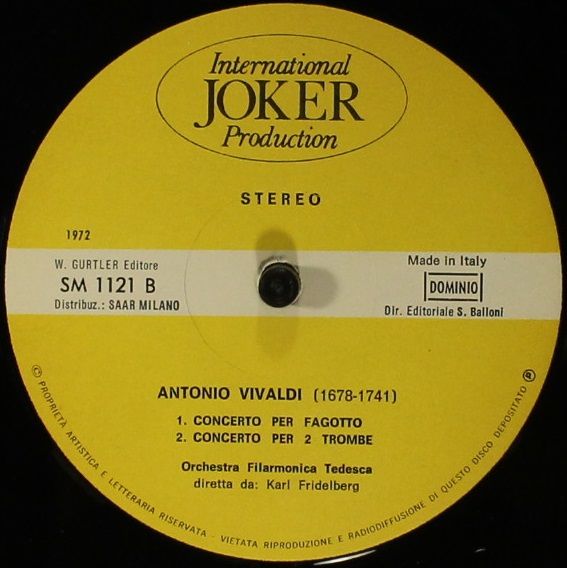 International
JOKER
Production
STEREO
1972
W. GURTLER Editore
SM 1121 B
Distribuz.: SAAR MILANO
Made in Italy
DOMINIO
Dir. Editoriale S. Balloni
ANTONIO VIVALDI (1678-1741)
1. CONCERTO PER FAGOTTO
2. CONCERTO PER 2 TROMBE
Orchestra Filarmonica Tedesca
diretta da: Karl Fridelberg
© PROPRIETÀ ARTISTICA E LETTERARIA RISERVATA - VIETATA RIPRODUZIONE E RADIODIFFUSIONE DI QUESTO DISCO DEPOSITATO ℗